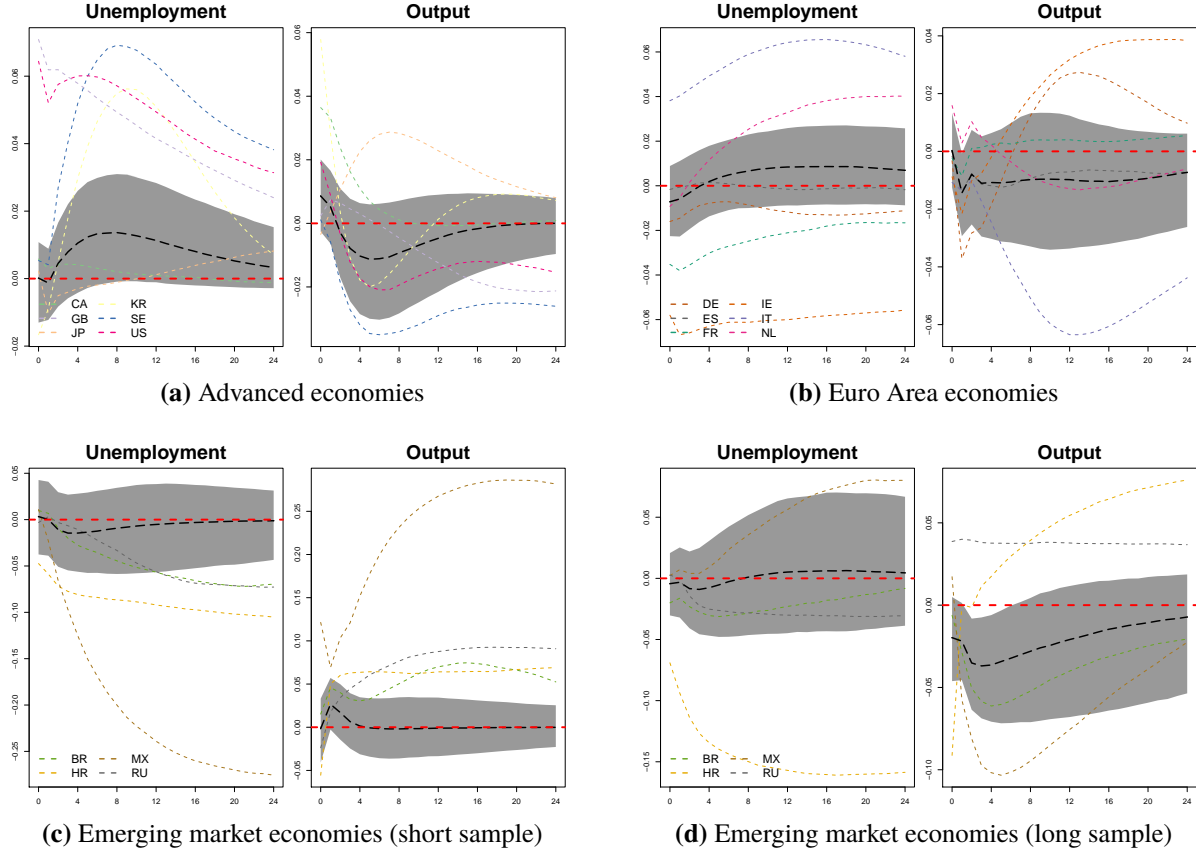 Unemployment
Output
Unemployment
Output
0.06
0.04
0.02
0.00
−0.02
0.06
0.04
0.02
0.00
−0.02
−0.04
0.06
0.04
0.02
0.00
−0.02
−0.04
−0.06
0.04
0.02
0.00
−0.02
−0.04
−0.06
CA KR
GB SE
JP US
DE IE
ES IT
FR NL
0 4 8 12 16 20 24
0 4 8 12 16 20 24
0 4 8 12 16 20 24
0 4 8 12 16 20 24
(a) Advanced economies
(b) Euro Area economies
Unemployment
Output
Unemployment
Output
0.05
0.00
−0.05
−0.10
−0.15
−0.20
−0.25
0.25
0.20
0.15
0.10
0.05
0.00
−0.05
0.05
0.00
−0.05
−0.10
−0.15
0.05
0.00
−0.05
−0.10
BR MX
HR RU
BR MX
HR RU
0 4 8 12 16 20 24
0 4 8 12 16 20 24
0 4 8 12 16 20 24
0 4 8 12 16 20 24
(c) Emerging market economies (short sample)
(d) Emerging market economies (long sample)